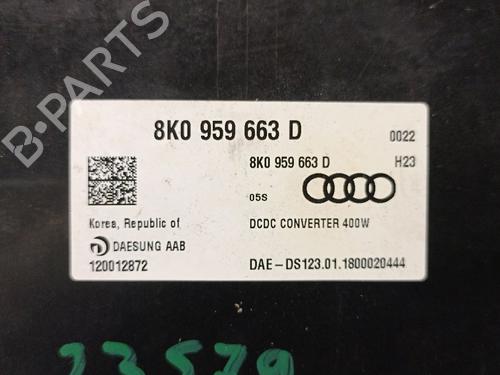 8K0 959 663 D
0022
8K0 959 663 D
H23
05S
Korea, Republic of
DCDC CONVERTER 400W
DAESUNG AAB
120012872
DAE-DS123.01.1800020444
23579
B-PARTS